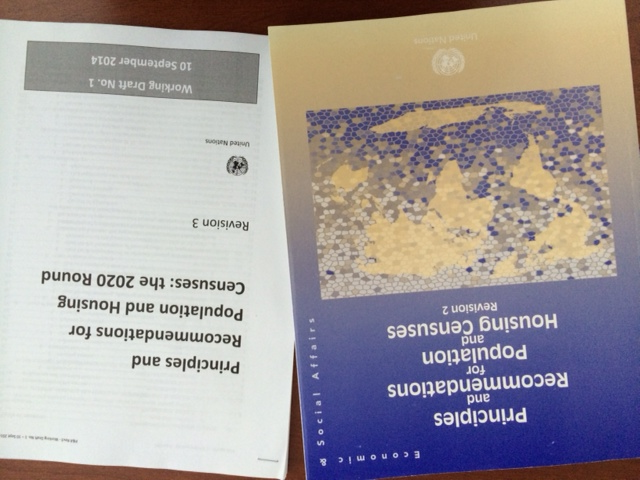 Principles and
Recommendations for
Population and Housing
Censuses: the 2020 Round
Revision 3
United Nations
Working Draft No. 1
10 September 2014
Economic &
Social Affairs
Principles
and
Recommendations
for
Population
and
Housing Censuses
Revision 2
United Nations